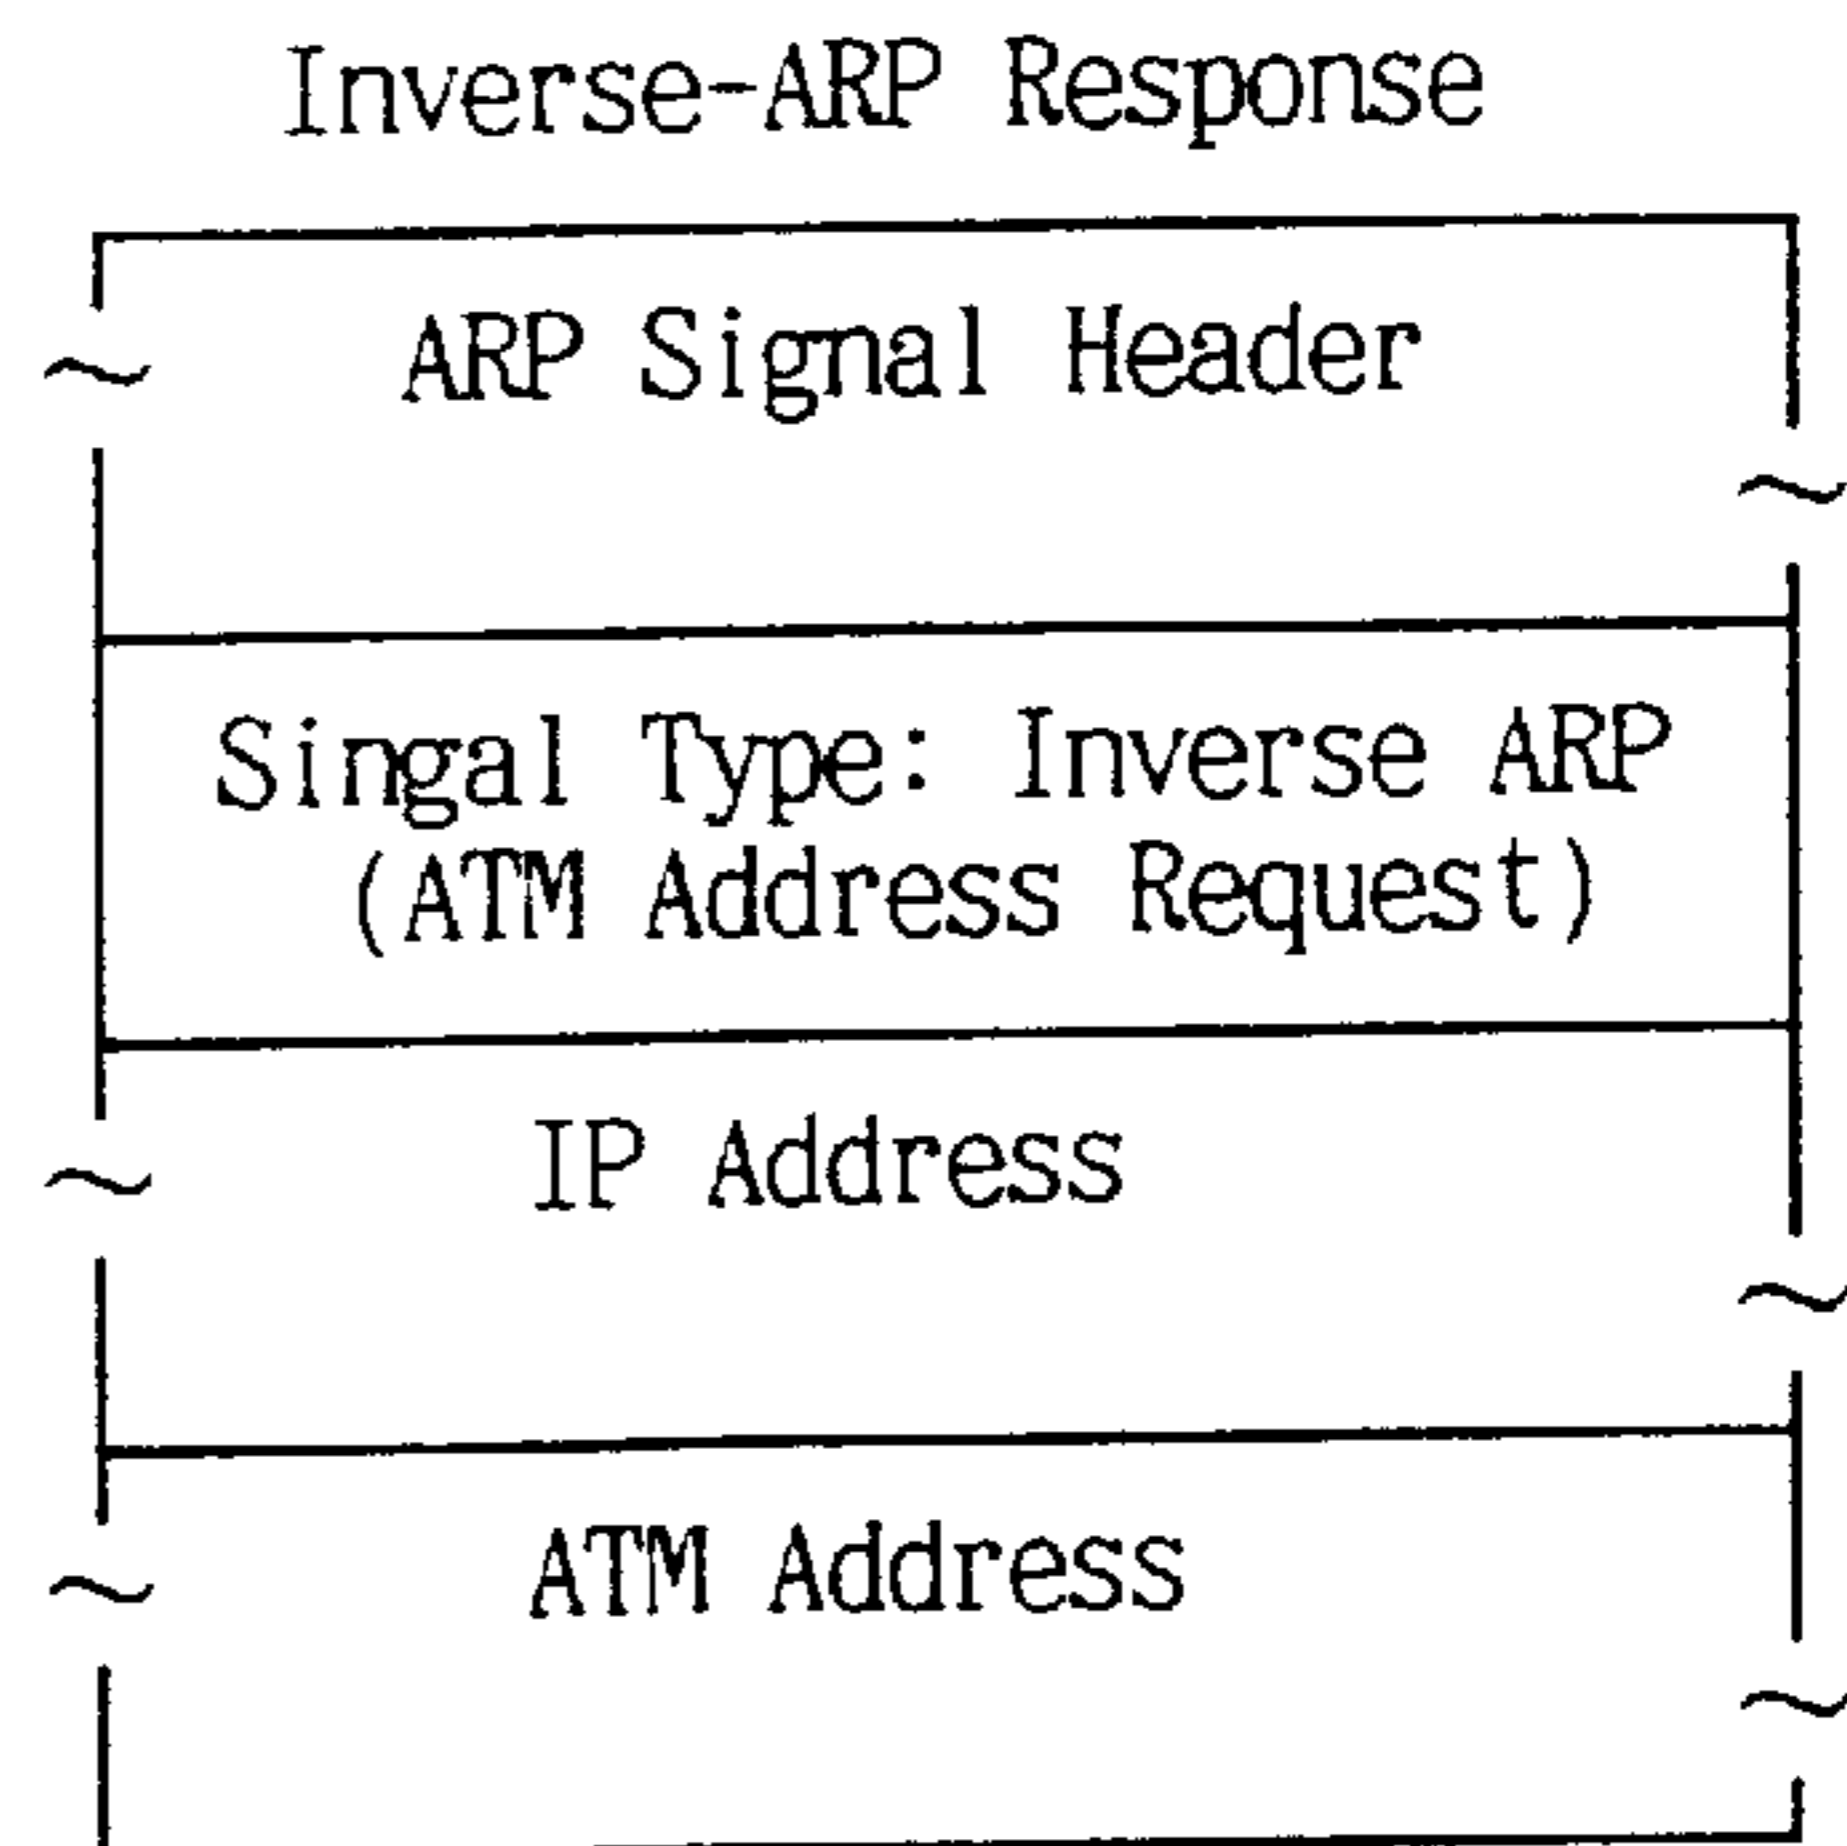 Inverse-ARP Response
ARP Signal Header
Singal Type: Inverse ARP
(ATM Address Request)
IP Address
ATM Address